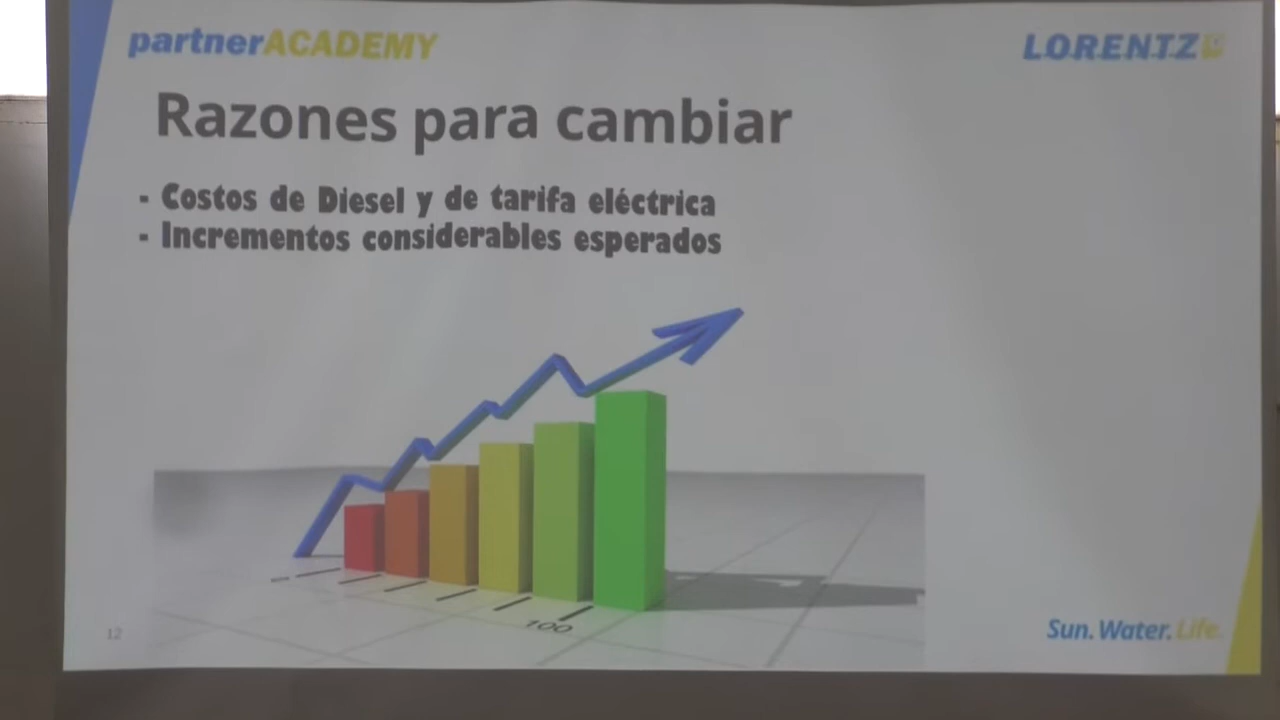 partnerACADEMY
LORENTZ
Razones para cambiar
- Costos de Diesel y de tarifa eléctrica
- Incrementos considerables esperados
0
100
12
Sun. Water. Life.